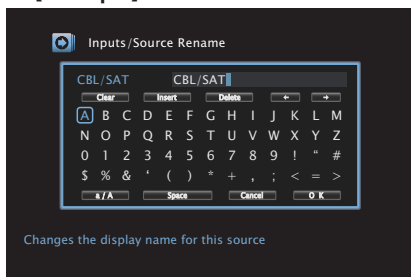 Inputs/Source Rename
CBL/SAT CBL/SAT
Clear Insert Delete ← →
A B C D E F G H I J K L M
N O P Q R S T U V W X Y Z
0 1 2 3 4 5 6 7 8 9 ! “ #
$ % & ‘ ( ) * + , ; < = >
a / A Space Cancel O K
Changes the display name for this source